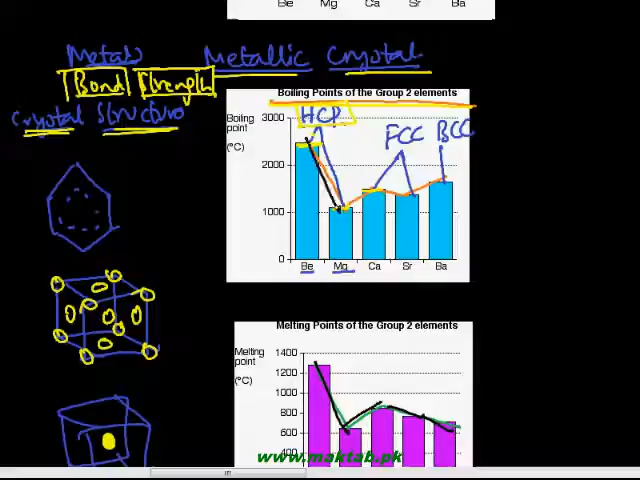 Be Mg Ca Sr Ba
Metals Metallic Crystal
Bond Strength
Crystal Structure
Boiling Points of the Group 2 elements
Boiling point (°C)
HCP FCC BCC
3000
2000
1000
0
Be Mg Ca Sr Ba
Melting Points of the Group 2 elements
Melting point (°C)
1400
1200
1000
800
600
www.maktab.pk